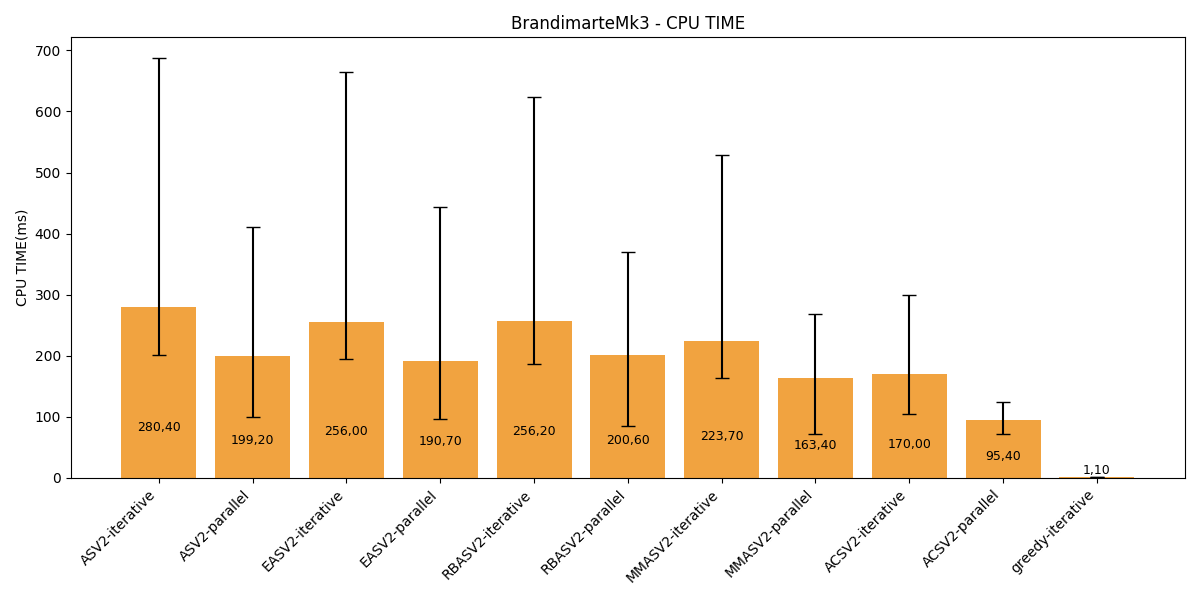 BrandimarteMk3 - CPU TIME
CPU TIME(ms)
700
600
500
400
300
200
100
0
280,40
199,20
256,00
190,70
256,20
200,60
223,70
163,40
170,00
95,40
1,10
ASV2-iterative
ASV2-parallel
EASV2-iterative
EASV2-parallel
RBASV2-iterative
RBASV2-parallel
MMASV2-iterative
MMASV2-parallel
ACSV2-iterative
ACSV2-parallel
greedy-iterative